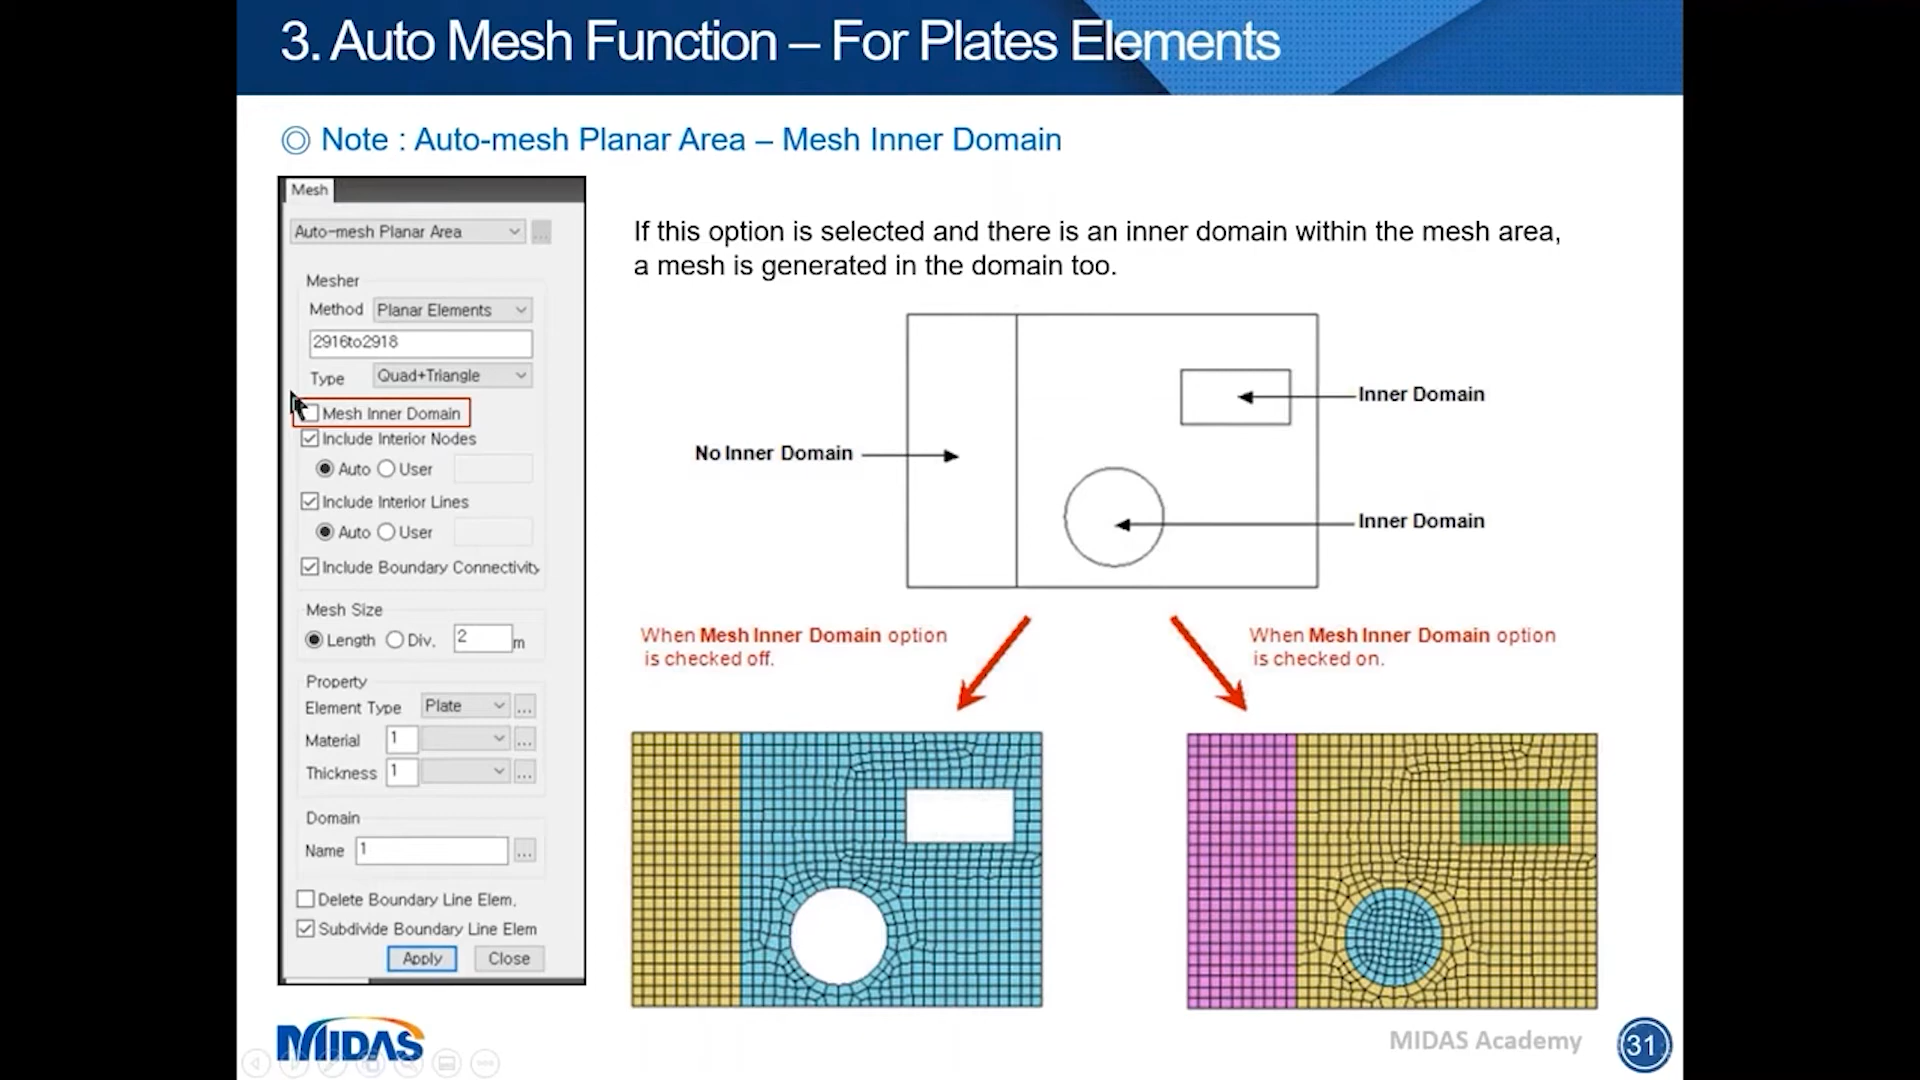 3. Auto Mesh Function – For Plates Elements
Note : Auto-mesh Planar Area – Mesh Inner Domain
Mesh
Auto-mesh Planar Area
...
Mesher
Method Planar Elements
2916to2918
Type Quad+Triangle
Mesh Inner Domain
Include Interior Nodes
Auto User
Include Interior Lines
Auto User
Include Boundary Connectivity
Mesh Size
Length Div. 2 m
Property
Element Type Plate ...
Material 1 ...
Thickness 1 ...
Domain
Name 1 ...
Delete Boundary Line Elem.
Subdivide Boundary Line Elem
Apply Close
If this option is selected and there is an inner domain within the mesh area,
a mesh is generated in the domain too.
Inner Domain
No Inner Domain
Inner Domain
When Mesh Inner Domain option
is checked off.
When Mesh Inner Domain option
is checked on.
MIDAS
MIDAS Academy
31